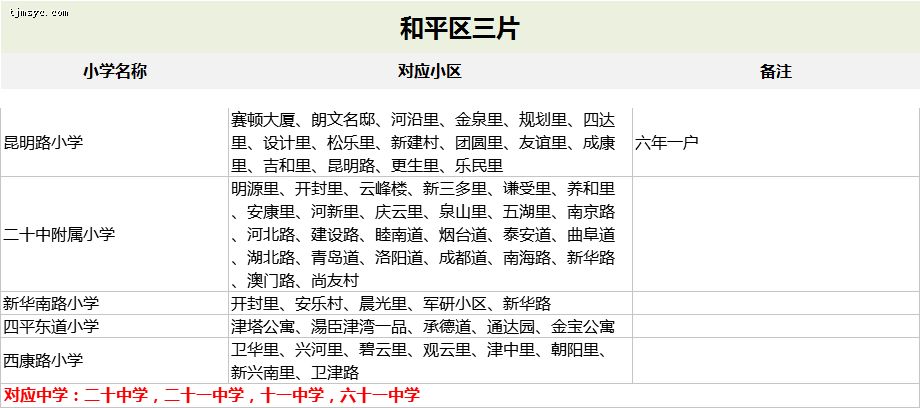 tjmsyc.com
和平区三片
小学名称 对应小区 备注
赛顿大厦、朗文名邸、河沿里、金泉里、规划里、四达
昆明路小学 里、设计里、松乐里、新建村、团圆里、友谊里、成康 六年一户
里、吉和里、昆明路、更生里、乐民里
明源里、开封里、云峰楼、新三多里、谦受里、养和里
、安康里、河新里、庆云里、泉山里、五湖里、南京路
二十中附属小学 、河北路、建设路、睦南道、烟台道、泰安道、曲阜道
、湖北路、青岛道、洛阳道、成都道、南海路、新华路
、澳门路、尚友村
新华南路小学 开封里、安乐村、晨光里、军研小区、新华路
四平东道小学 津塔公寓、湯臣津湾一品、承德道、通达园、金宝公寓
西康路小学 卫华里、兴河里、碧云里、观云里、津中里、朝阳里、
新兴南里、卫津路
对应中学：二十中学，二十一中学，十一中学，六十一中学